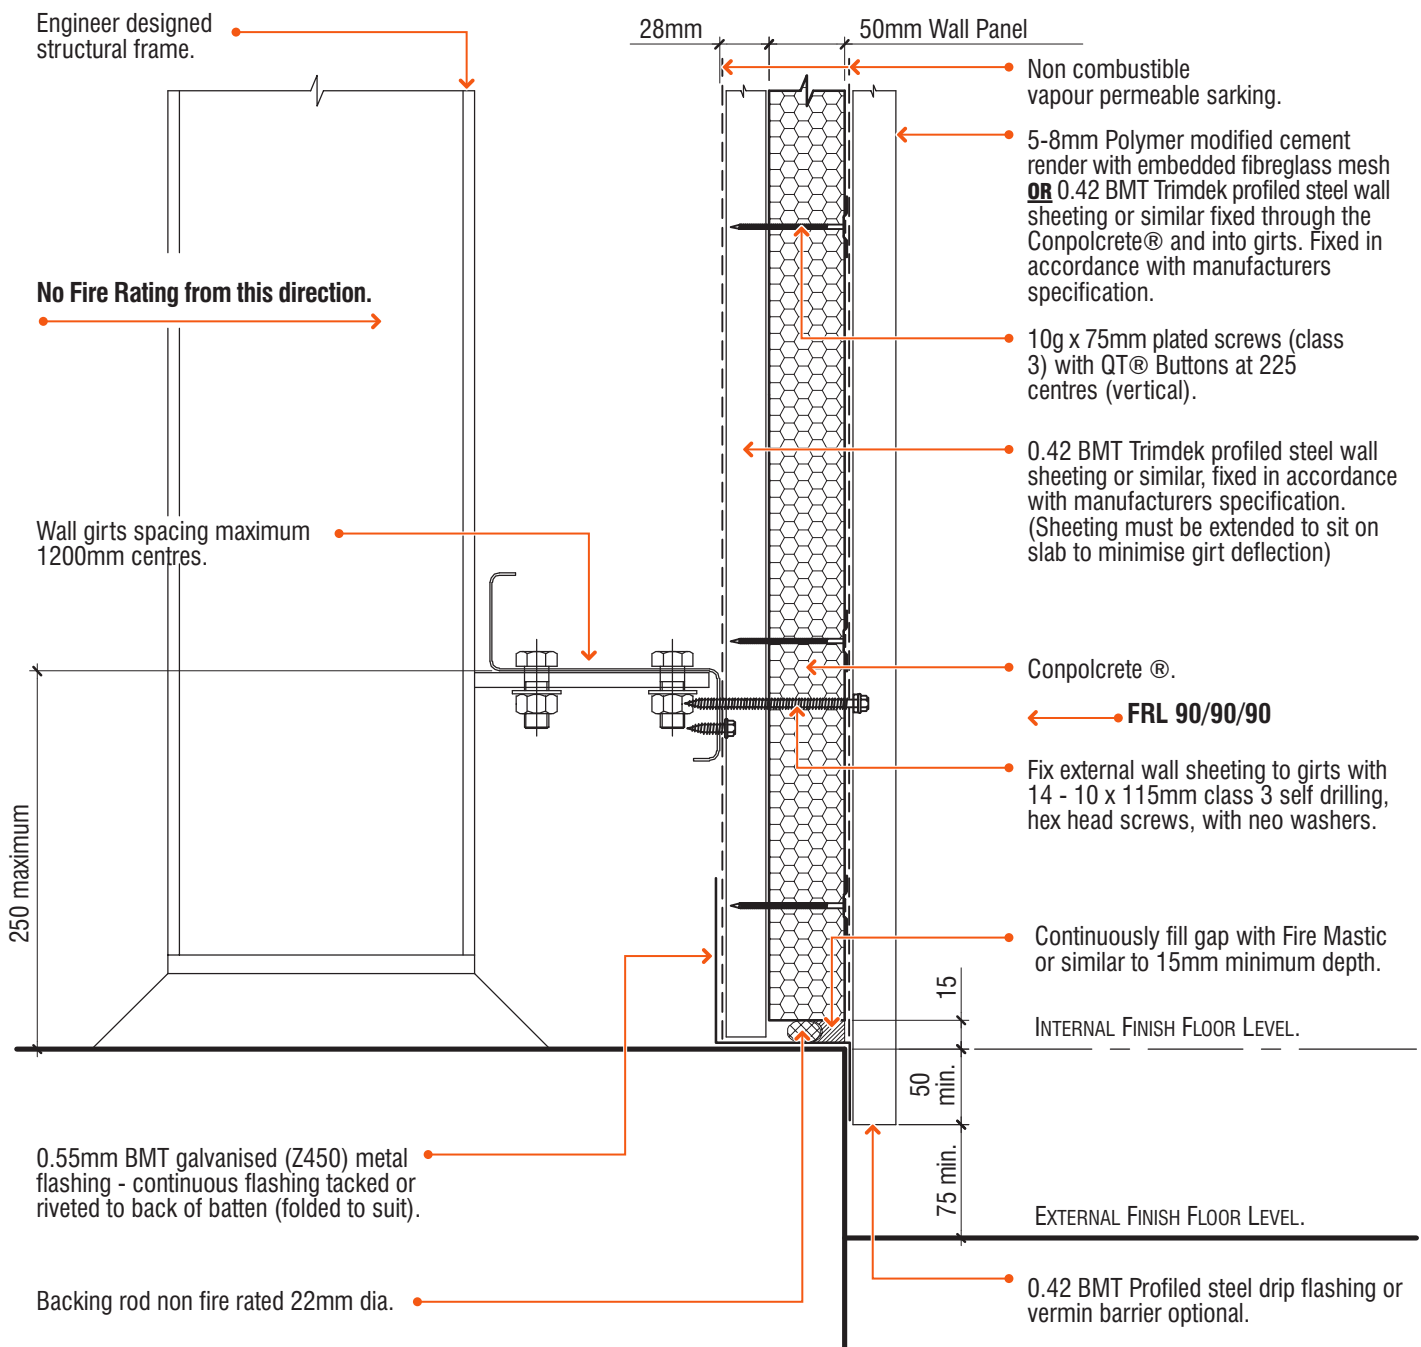 Engineer designed
structural frame.
28mm
50mm Wall Panel
Non combustible
vapour permeable sarking.
5-8mm Polymer modified cement
render with embedded fibreglass mesh
OR 0.42 BMT Trimdek profiled steel wall
sheeting or similar fixed through the
Conpolcrete® and into girts. Fixed in
accordance with manufacturers
specification.
No Fire Rating from this direction.
10g x 75mm plated screws (class
3) with QT® Buttons at 225
centres (vertical).
0.42 BMT Trimdek profiled steel wall
sheeting or similar, fixed in accordance
with manufacturers specification.
(Sheeting must be extended to sit on
slab to minimise girt deflection)
Wall girts spacing maximum
1200mm centres.
Conpolcrete ®.
FRL 90/90/90
Fix external wall sheeting to girts with
14 - 10 x 115mm class 3 self drilling,
hex head screws, with neo washers.
250 maximum
Continuously fill gap with Fire Mastic
or similar to 15mm minimum depth.
15
INTERNAL FINISH FLOOR LEVEL.
50
min.
75 min.
0.55mm BMT galvanised (Z450) metal
flashing - continuous flashing tacked or
riveted to back of batten (folded to suit).
EXTERNAL FINISH FLOOR LEVEL.
Backing rod non fire rated 22mm dia.
0.42 BMT Profiled steel drip flashing or
vermin barrier optional.